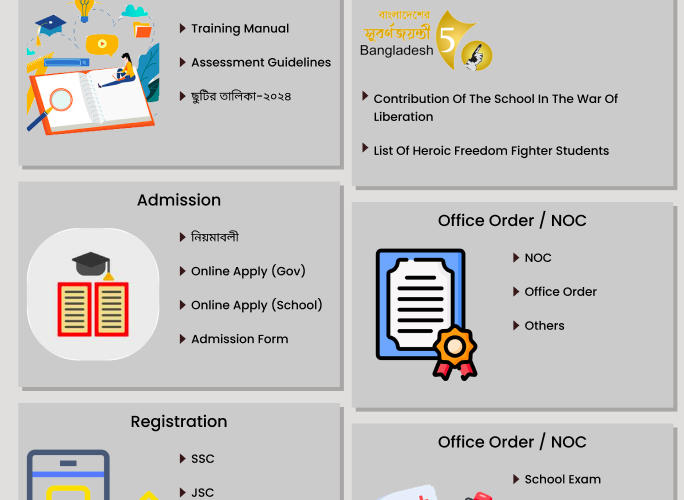 Training Manual
Assessment Guidelines
ছুটির তালিকা-২০২৪
Admission
নিয়মাবলী
Online Apply (Gov)
Online Apply (School)
Admission Form
Registration
SSC
JSC
বাংলাদেশের
সুবর্ণজয়ন্তী
Bangladesh
5
Contribution Of The School In The War Of
Liberation
List Of Heroic Freedom Fighter Students
Office Order / NOC
NOC
Office Order
Others
Office Order / NOC
School Exam